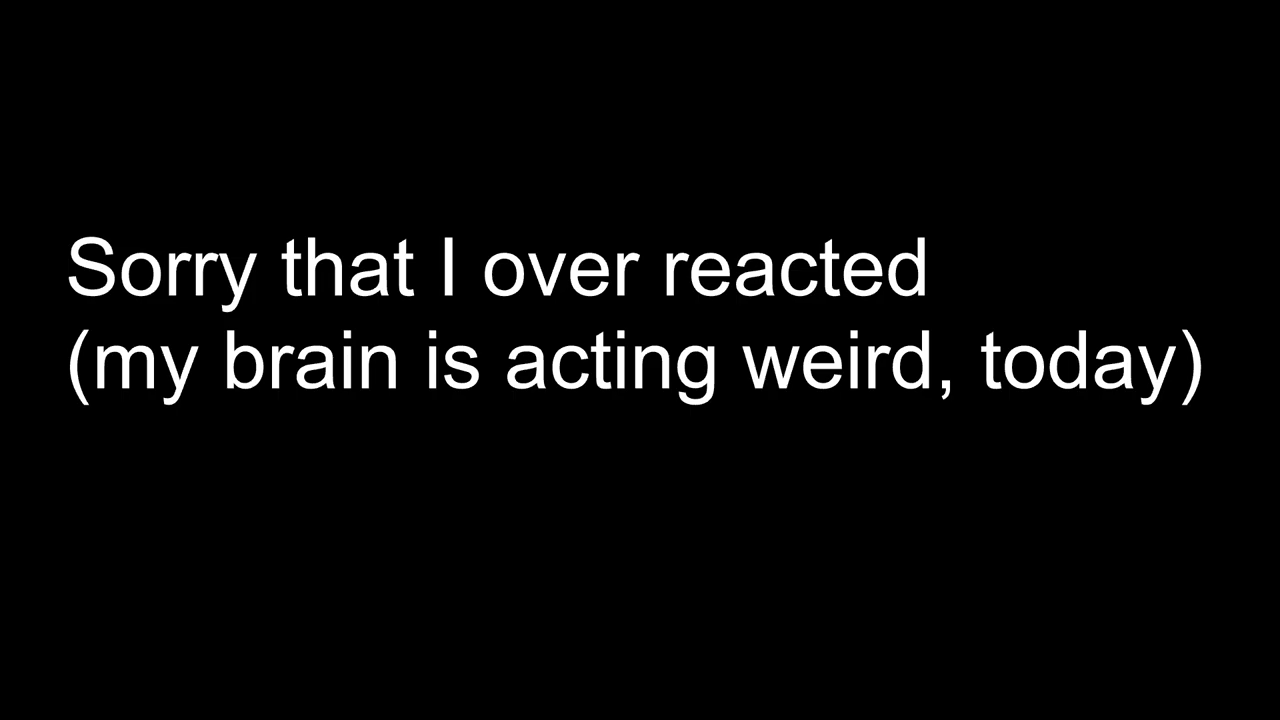 Sorry that I over reacted
(my brain is acting weird, today)